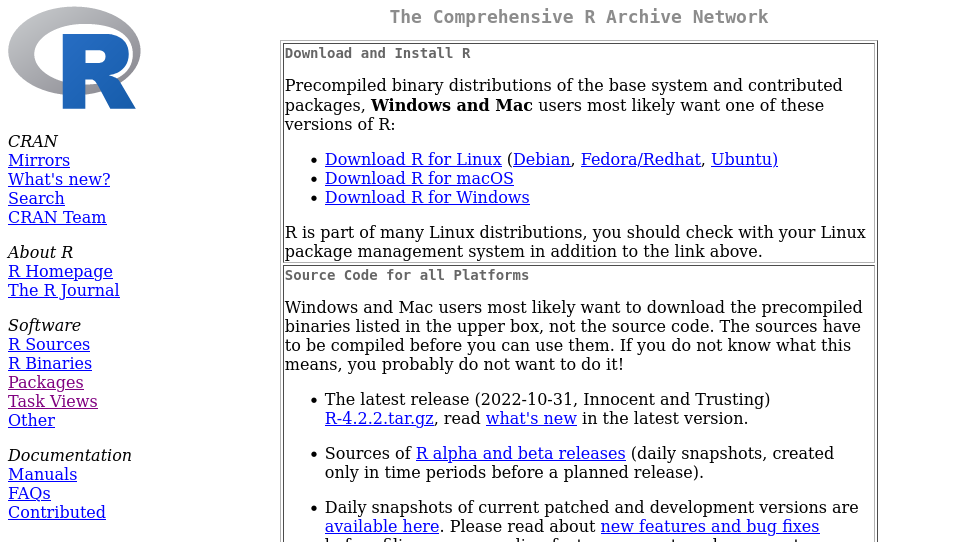 R
CRAN
Mirrors
What's new?
Search
CRAN Team
About R
R Homepage
The R Journal
Software
R Sources
R Binaries
Packages
Task Views
Other
Documentation
Manuals
FAQs
Contributed
The Comprehensive R Archive Network
Download and Install R
Precompiled binary distributions of the base system and contributed
packages, Windows and Mac users most likely want one of these
versions of R:
• Download R for Linux (Debian, Fedora/Redhat, Ubuntu)
• Download R for macOS
• Download R for Windows
R is part of many Linux distributions, you should check with your Linux
package management system in addition to the link above.
Source Code for all Platforms
Windows and Mac users most likely want to download the precompiled
binaries listed in the upper box, not the source code. The sources have
to be compiled before you can use them. If you do not know what this
means, you probably do not want to do it!
• The latest release (2022-10-31, Innocent and Trusting)
R-4.2.2.tar.gz, read what's new in the latest version.
• Sources of R alpha and beta releases (daily snapshots, created
only in time periods before a planned release).
• Daily snapshots of current patched and development versions are
available here. Please read about new features and bug fixes